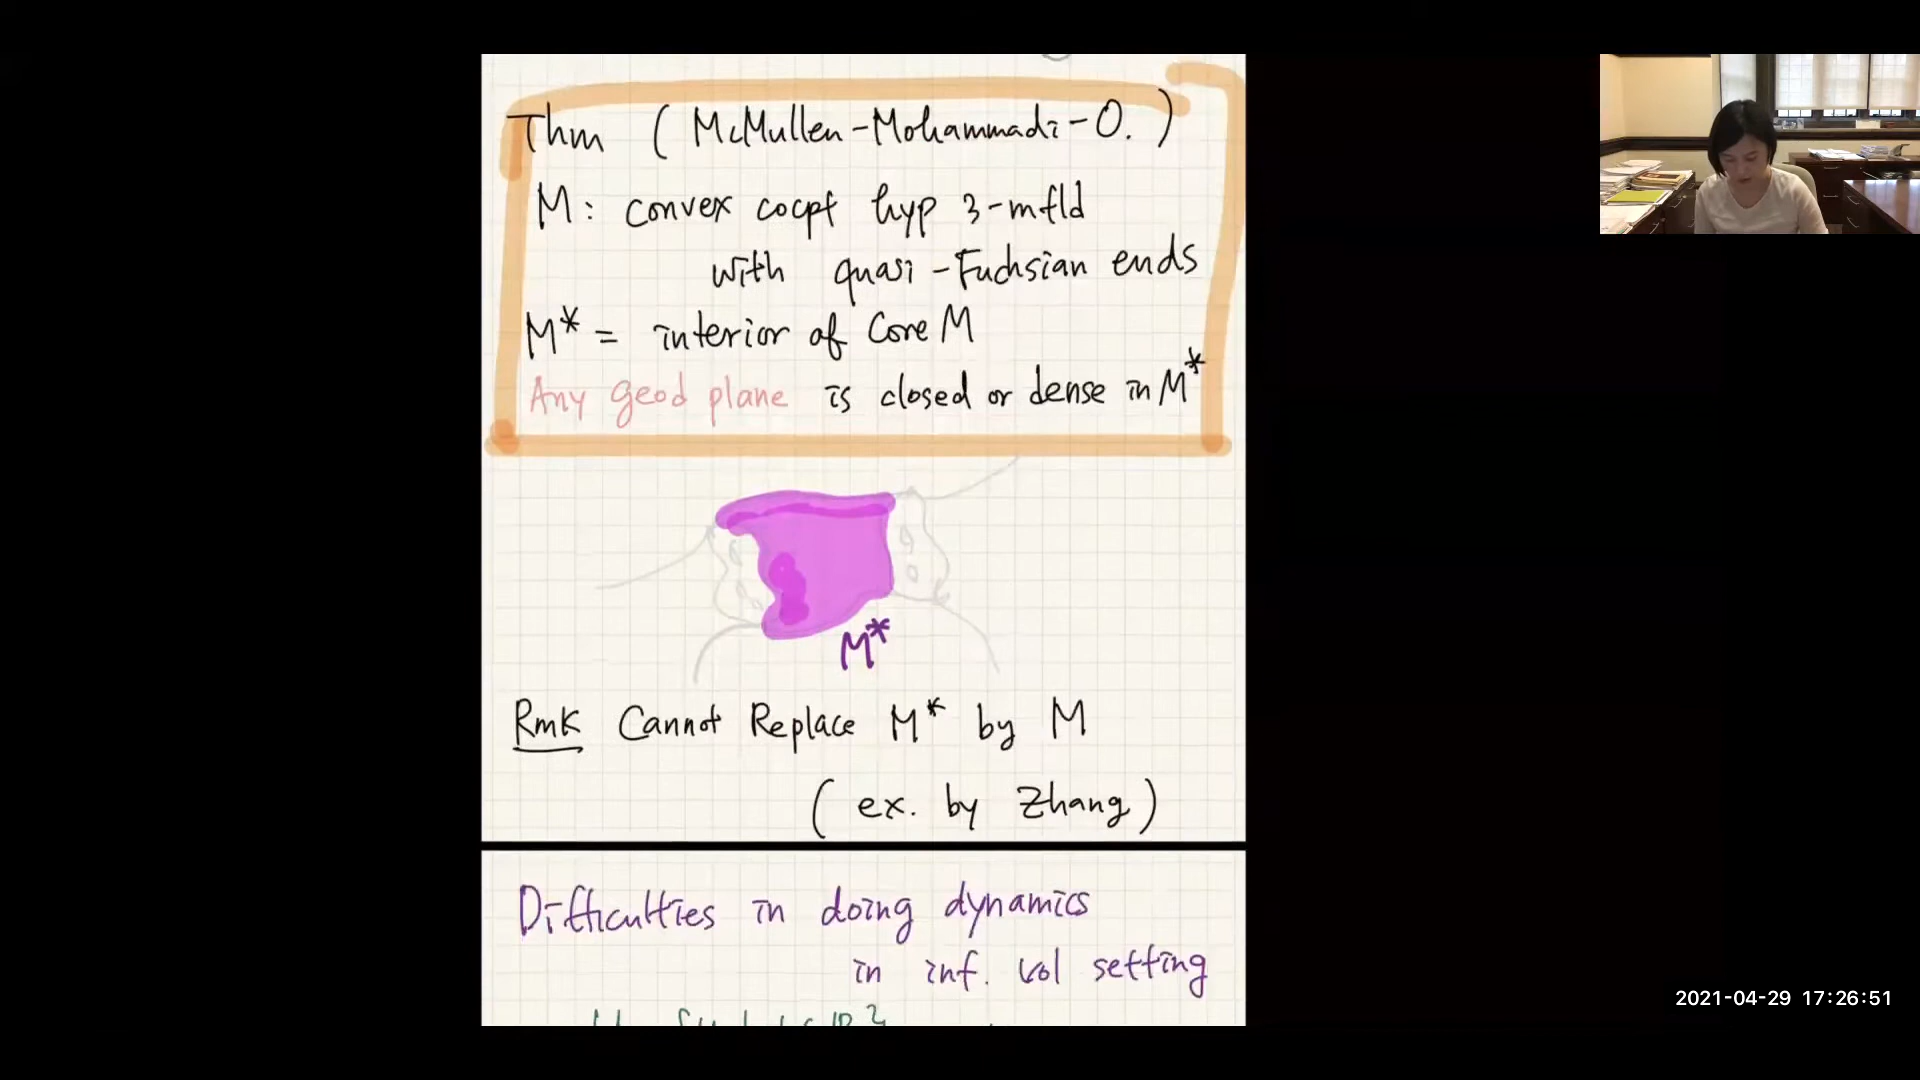 Thm ( McMullen-Mohammadi-O. )
M: convex cocpt hyp 3-mfld
with quasi-Fuchsian ends
M* = interior of Core M
Any geod plane is closed or dense in M*
M*
Rmk Cannot Replace M* by M
( ex. by Zhang )
Difficulties in doing dynamics
in inf. vol setting
2021-04-29 17:26:51